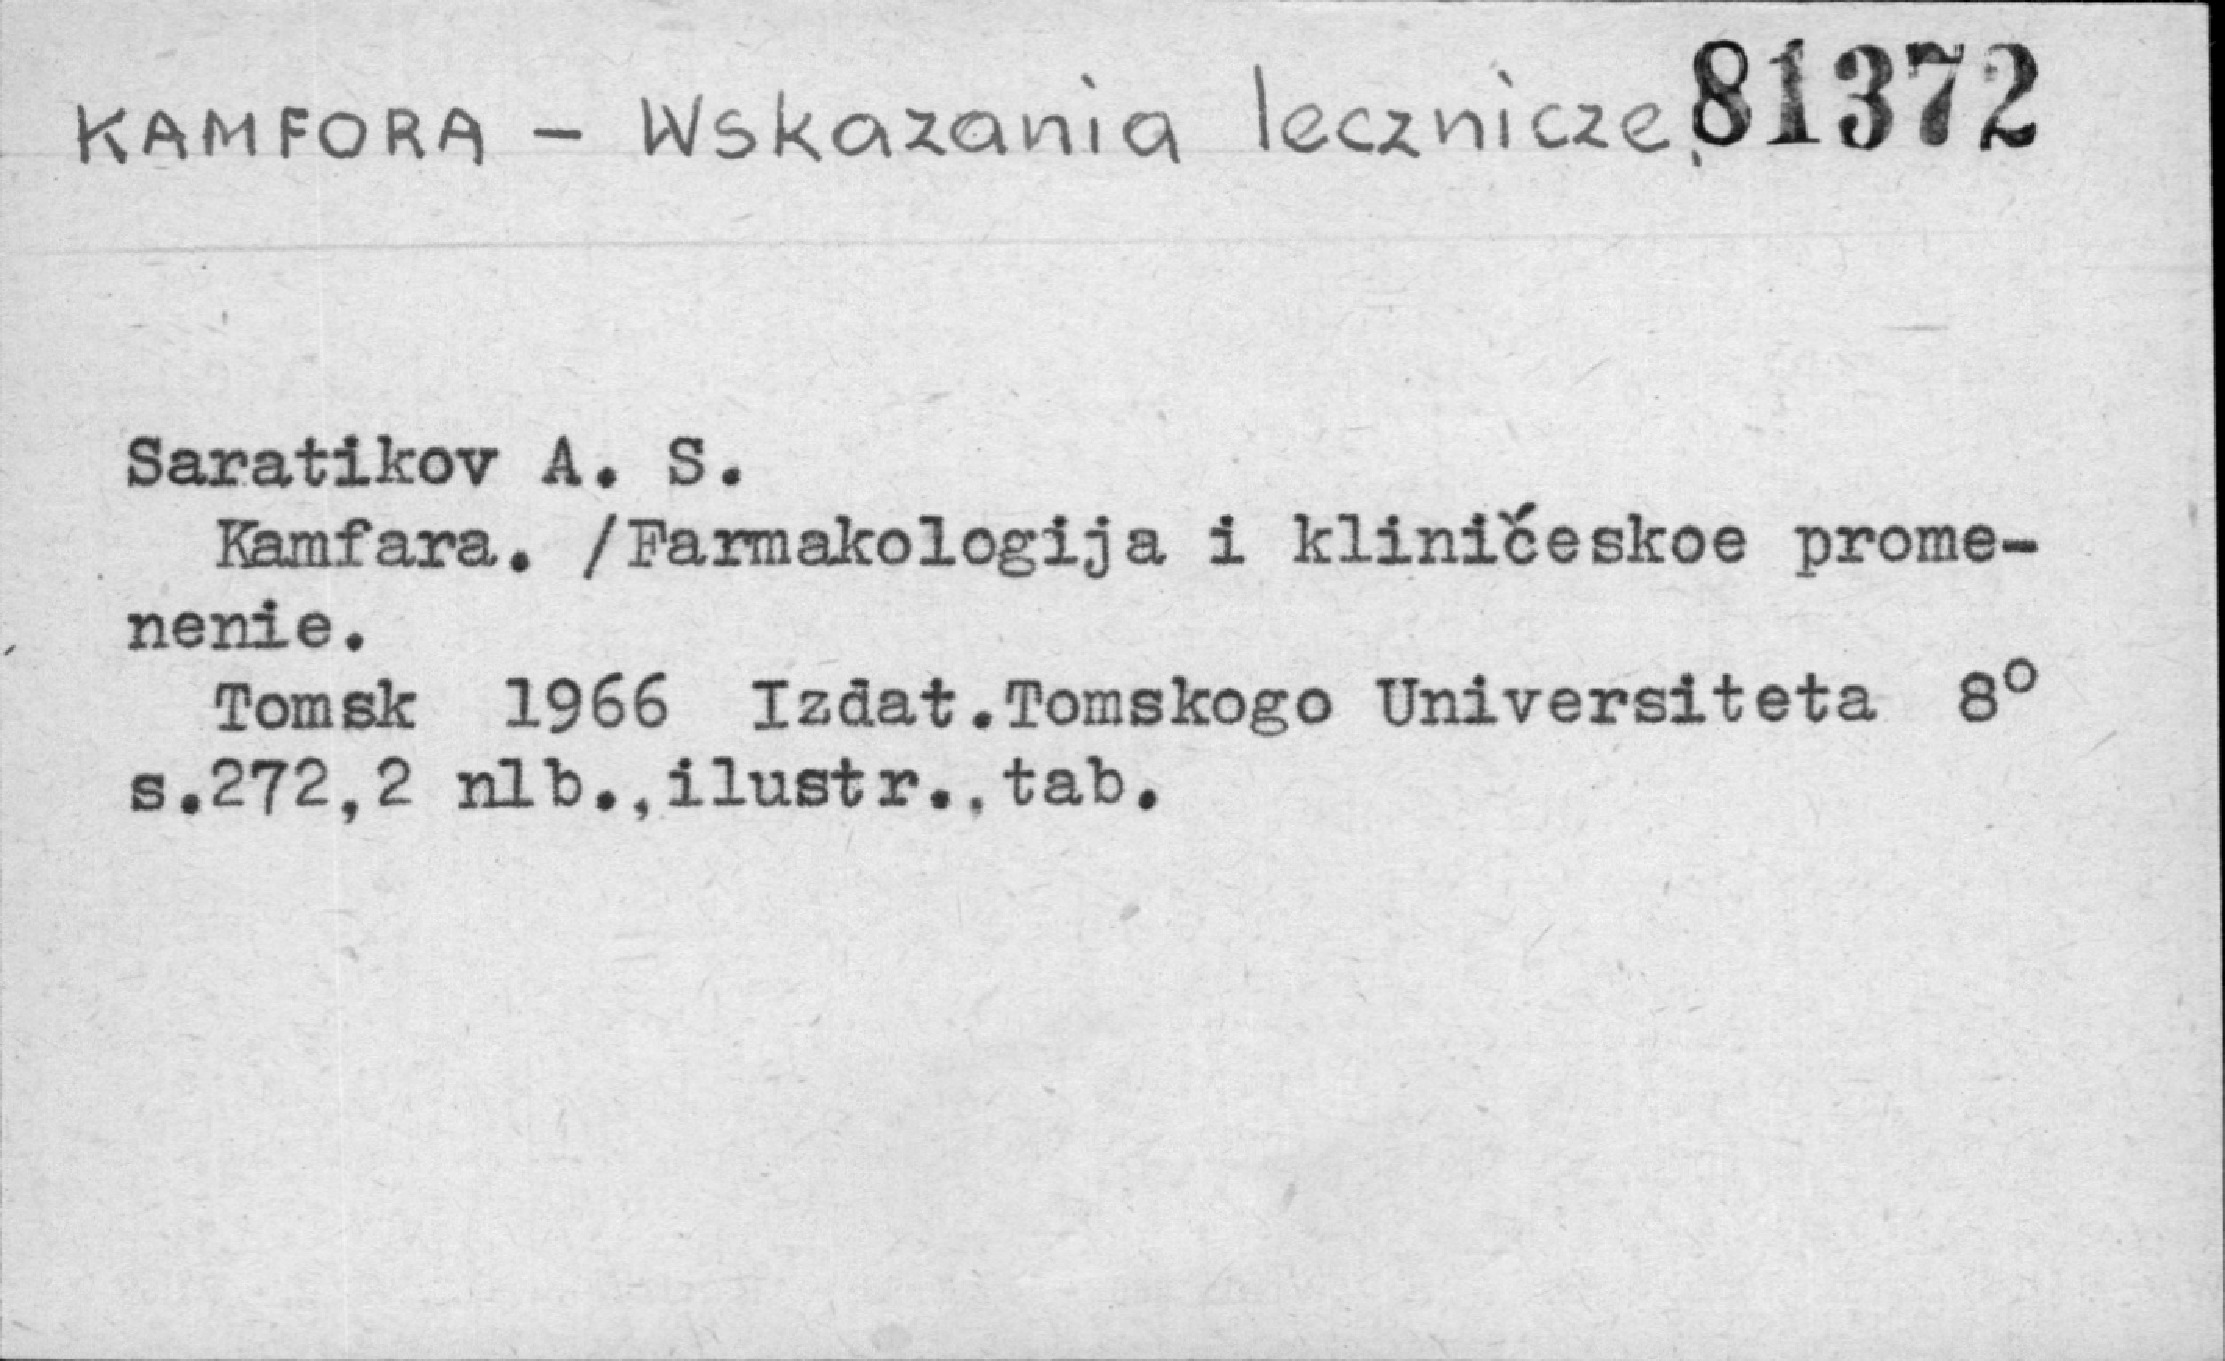 KAMFORA - Wskazania lecznicze. 81372
Saratikov A. S.
Kamfara. /Farmakologija i kliničeskoe prome-
nenie.
Tomsk 1966 Izdat.Tomskogo Universiteta 8°
s.272,2 nlb.,ilustr.,tab.